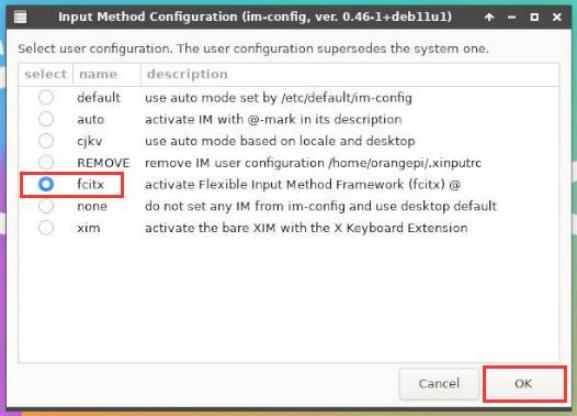 Input Method Configuration (im-config, ver. 0.46-1+deb11u1)
Select user configuration. The user configuration supersedes the system one.
select name description
default use auto mode set by /etc/default/im-config
auto activate IM with @-mark in its description
cjkv use auto mode based on locale and desktop
REMOVE remove IM user configuration /home/orangepi/.xinputrc
fcitx activate Flexible Input Method Framework (fcitx) @
none do not set any IM from im-config and use desktop default
xim activate the bare XIM with the X Keyboard Extension
Cancel OK